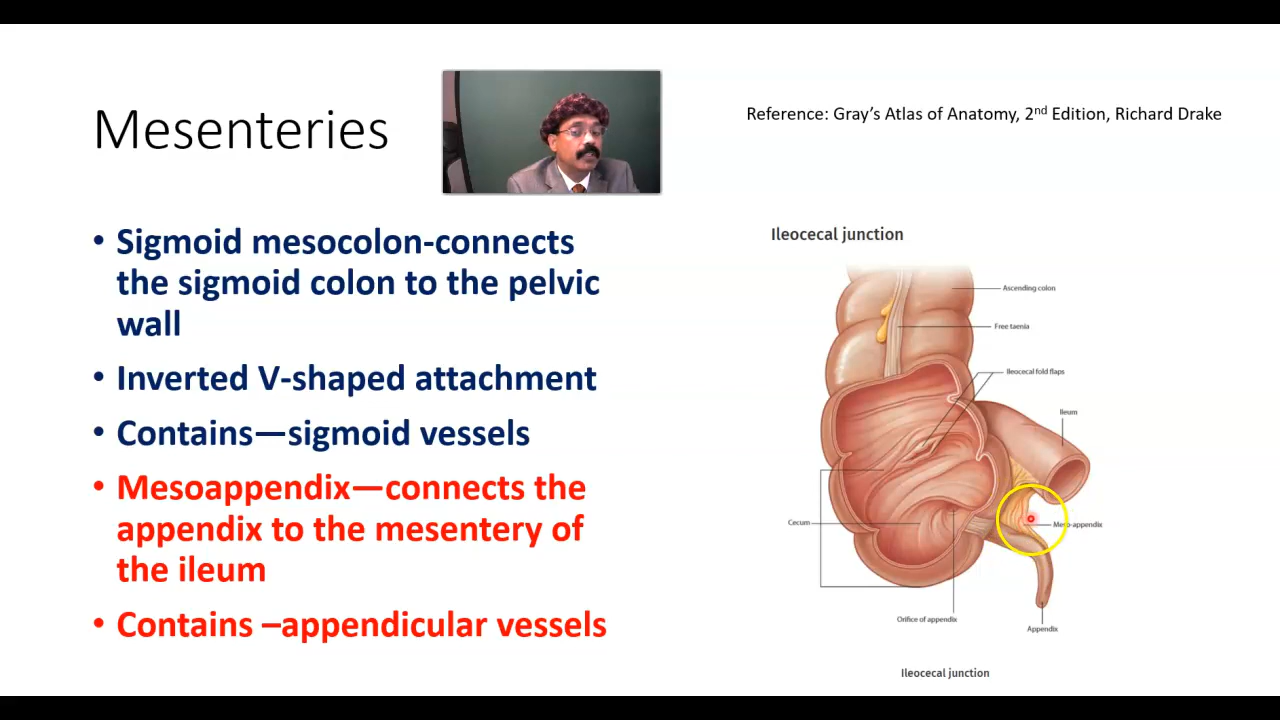 Mesenteries
Reference: Gray's Atlas of Anatomy, 2nd Edition, Richard Drake
• Sigmoid mesocolon-connects
the sigmoid colon to the pelvic
wall
• Inverted V-shaped attachment
• Contains—sigmoid vessels
• Mesoappendix—connects the
appendix to the mesentery of
the ileum
• Contains –appendicular vessels
Ileocecal junction
Ascending colon
Free taenia
Ileocecal fold flaps
Ileum
Cecum
Meso-appendix
Orifice of appendix
Appendix
Ileocecal junction